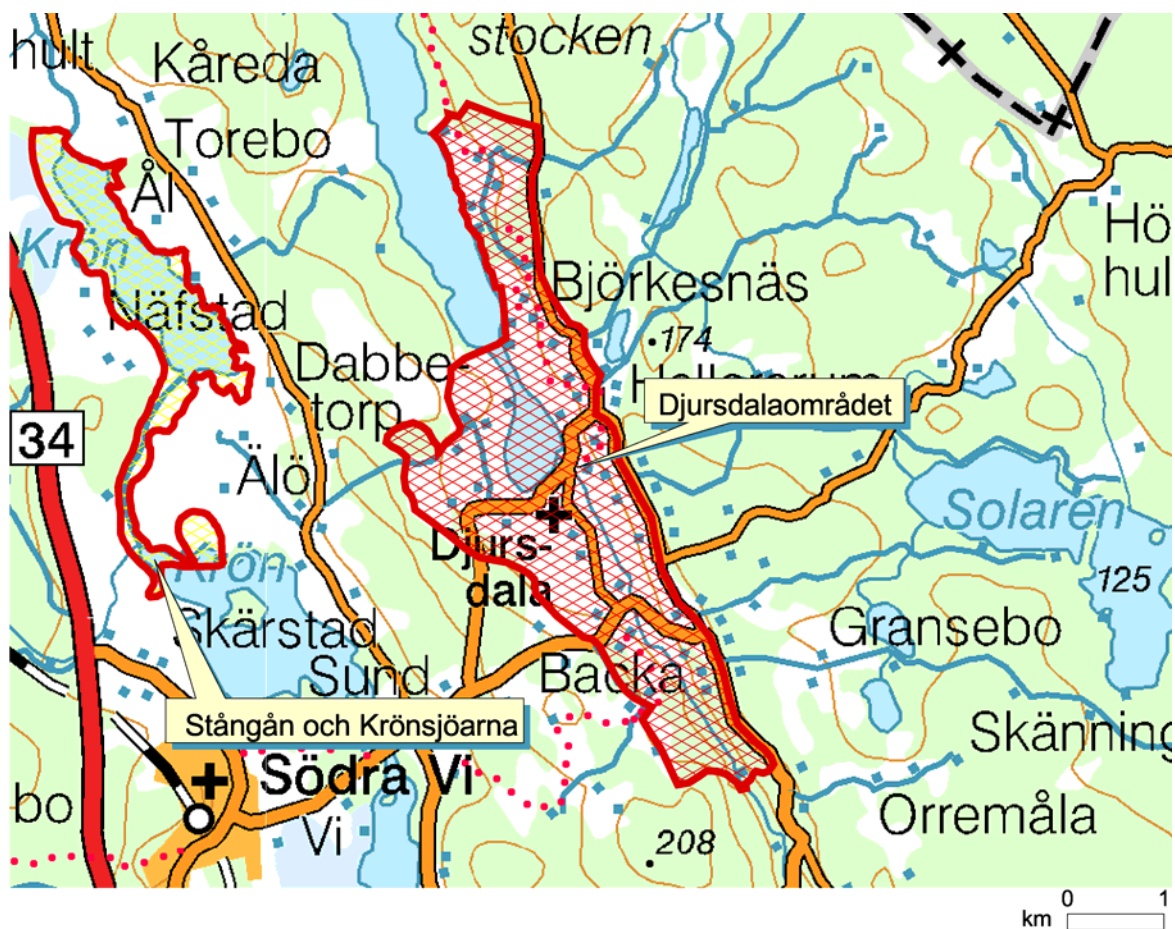 stocken
hult
Kåreda
Torebo
Ål
Krön
Näfstad
Björkesnäs
Hö
hul
174
Dabbe-
torp
Djursdalaområdet
34
Älö
Solaren
Djurs-
dala
125
Krön
Skärstad
Gransebo
Sund
Backa
Stångån och Krönsjöarna
Skänning
Södra Vi
bo
Vi
Orremåla
208
0 1
km